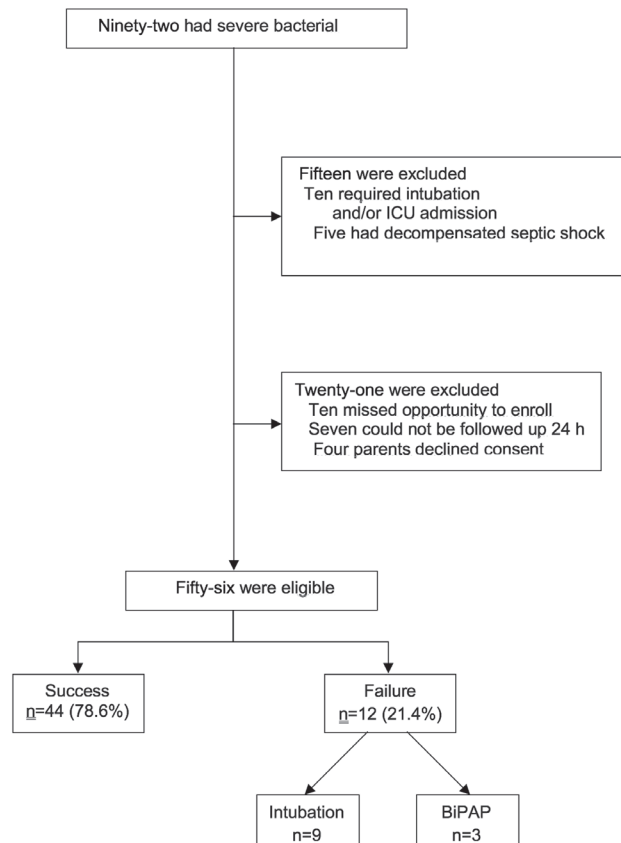 Ninety-two had severe bacterial
Fifteen were excluded
Ten required intubation
and/or ICU admission
Five had decompensated septic shock
Twenty-one were excluded
Ten missed opportunity to enroll
Seven could not be followed up 24 h
Four parents declined consent
Fifty-six were eligible
Success
n=44 (78.6%)
Failure
n=12 (21.4%)
Intubation
n=9
BiPAP
n=3